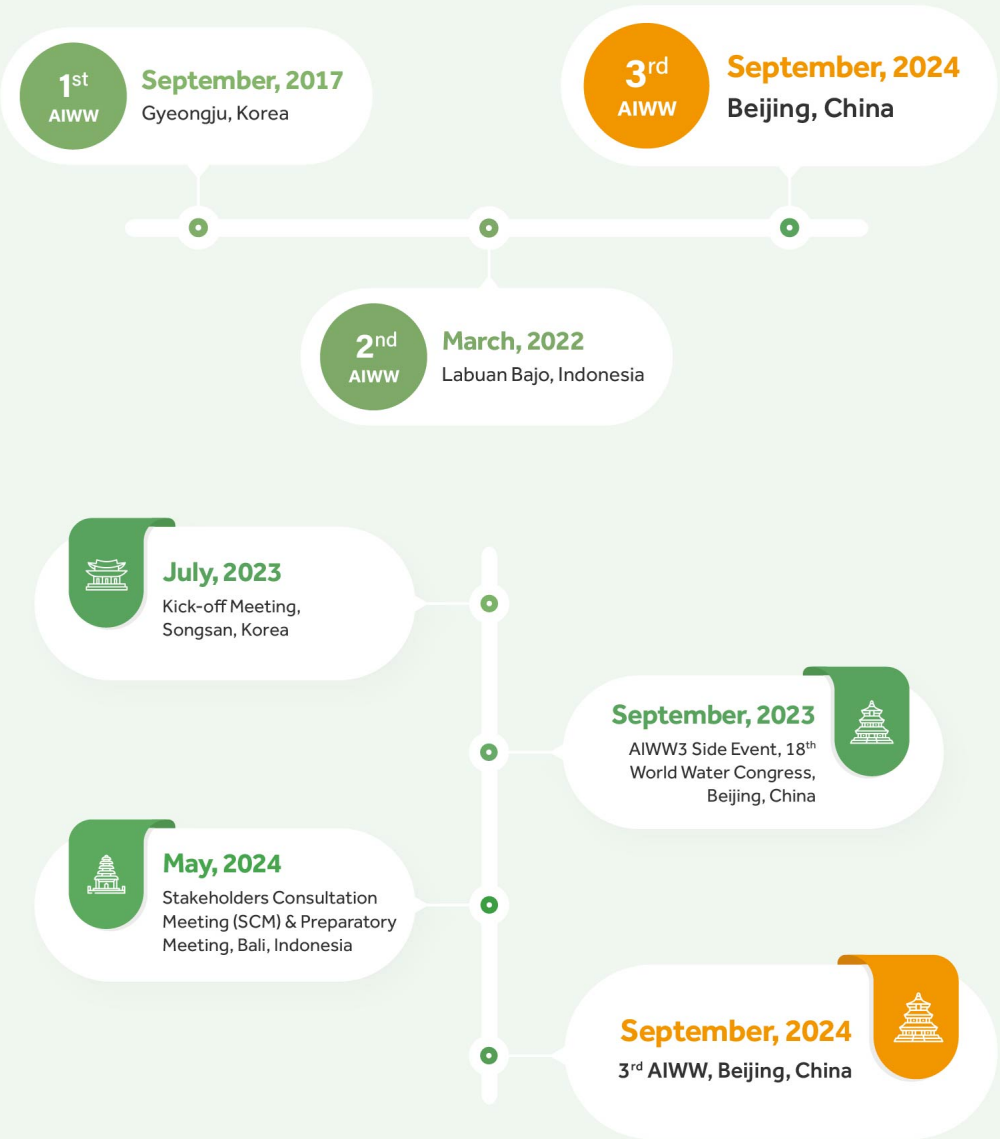 1st
AIWW
September, 2017
Gyeongju, Korea
3rd
AIWW
September, 2024
Beijing, China
2nd
AIWW
March, 2022
Labuan Bajo, Indonesia
July, 2023
Kick-off Meeting,
Songsan, Korea
September, 2023
AIWW3 Side Event, 18th
World Water Congress,
Beijing, China
May, 2024
Stakeholders Consultation
Meeting (SCM) & Preparatory
Meeting, Bali, Indonesia
September, 2024
3rd AIWW, Beijing, China